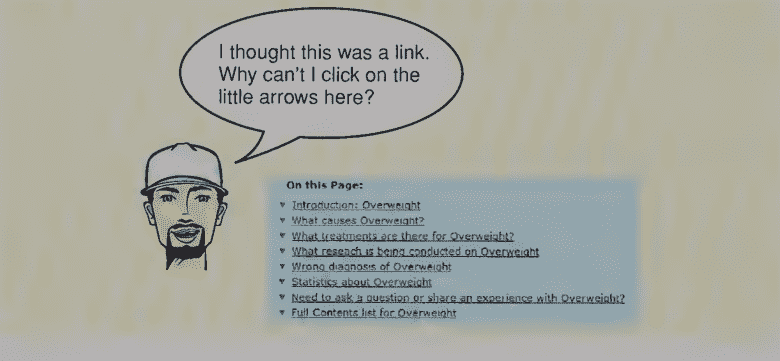 I thought this was a link.
Why can't I click on the
little arrows here?
On this Page:
Introduction: Overweight
What causes Overweight?
What treatments are there for Overweight?
What reseach is being conducted on Overweight
Wrong diagnosis of Overweight
Statistics about Overweight
Need to ask a question or share an experience with Overweight?
Full Contents list for Overweight